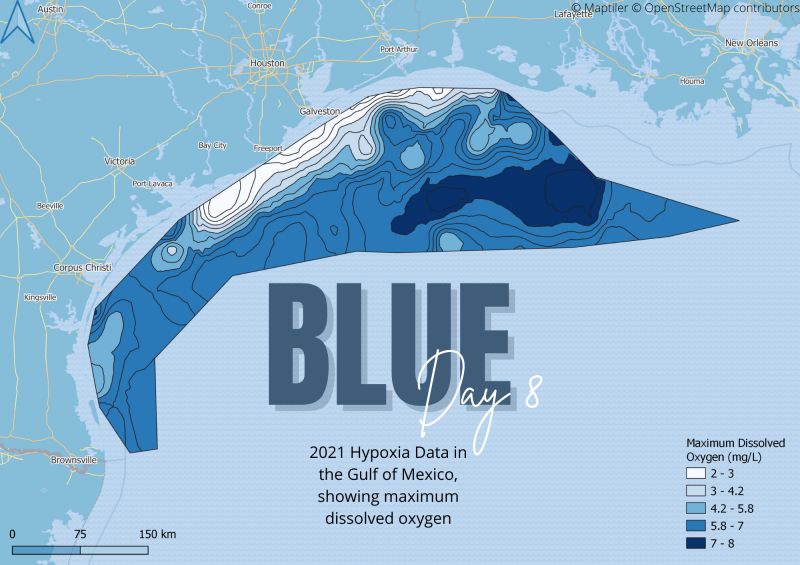 © Maptiler © OpenStreetMap contributors
Austin
Conroe
Lafayette
New Orleans
Port Arthur
Houston
Houma
Galveston
Bay City
Freeport
Victoria
Port Lavaca
Beeville
Corpus Christi
Kingsville
BLUE
Day 8
2021 Hypoxia Data in
the Gulf of Mexico,
showing maximum
dissolved oxygen
Brownsville
0 75 150 km
Maximum Dissolved
Oxygen (mg/L)
2 - 3
3 - 4.2
4.2 - 5.8
5.8 - 7
7 - 8